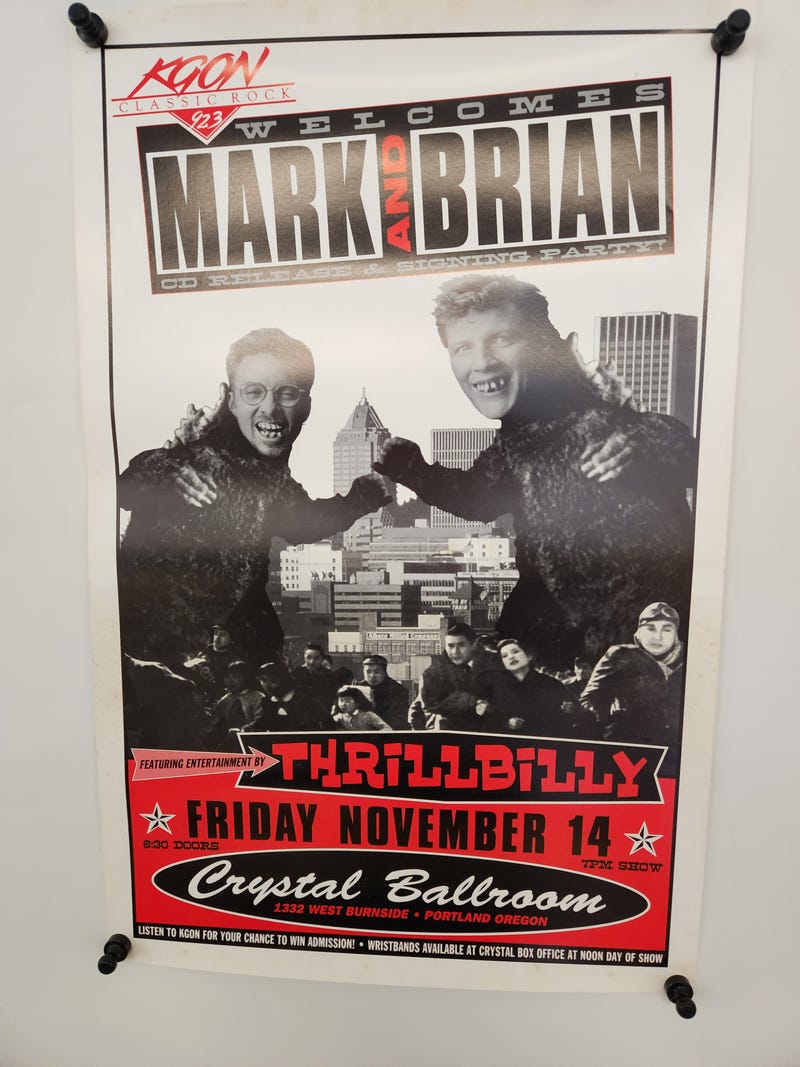 KGON
CLASSIC ROCK
92.3
WELCOMES
MARK AND BRIAN
CD RELEASE & SIGNING PARTY!
FEATURING ENTERTAINMENT BY
THRiLLBiLLY
FRIDAY NOVEMBER 14
6:30 DOORS
7PM SHOW
Crystal Ballroom
1332 WEST BURNSIDE • PORTLAND OREGON
LISTEN TO KGON FOR YOUR CHANCE TO WIN ADMISSION! • WRISTBANDS AVAILABLE AT CRYSTAL BOX OFFICE AT NOON DAY OF SHOW